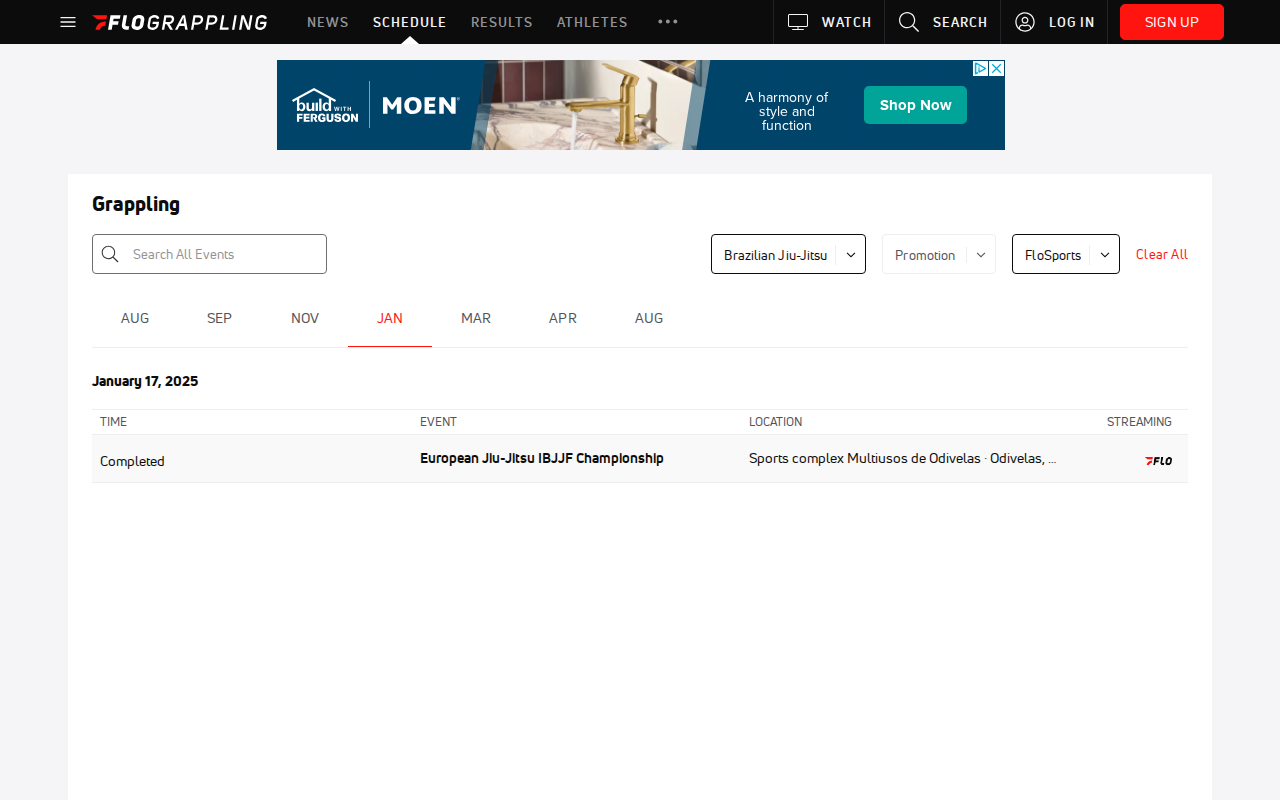 FLOGRAPPLING NEWS SCHEDULE RESULTS ATHLETES ••• WATCH SEARCH LOG IN SIGN UP
build WITH FERGUSON MOEN® A harmony of style and function Shop Now
Grappling
Search All Events Brazilian Jiu-Jitsu Promotion FloSports Clear All
AUG SEP NOV JAN MAR APR AUG
January 17, 2025
TIME EVENT LOCATION STREAMING
Completed European Jiu-Jitsu IBJJF Championship Sports complex Multiusos de Odivelas · Odivelas, ... FLO